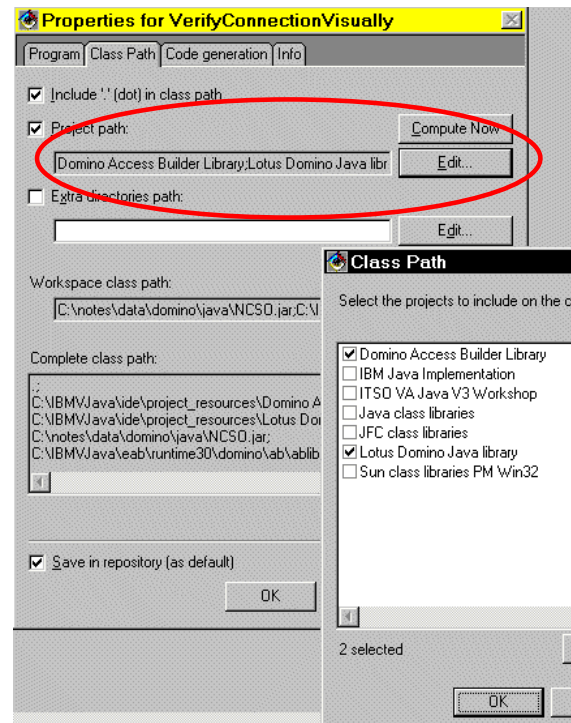 Properties for VerifyConnectionVisually
Program Class Path Code generation Info
Include '.' (dot) in class path
Project path:
Compute Now
Domino Access Builder Library;Lotus Domino Java libr
Edit...
Extra directories path:
Edit...
Workspace class path:
C:\notes\data\domino\java\NCSO.jar;C:\I
Complete class path:
.;
C:\IBMVJava\ide\project_resources\Domino A
C:\IBMVJava\ide\project_resources\Lotus Dor
C:\notes\data\domino\java\NCSO.jar;
C:\IBMVJava\eab\runtime30\domino\ab\ablib
Save in repository (as default)
OK
Class Path
Select the projects to include on the c
Domino Access Builder Library
IBM Java Implementation
ITSO VA Java V3 Workshop
Java class libraries
JFC class libraries
Lotus Domino Java library
Sun class libraries PM Win32
2 selected
OK